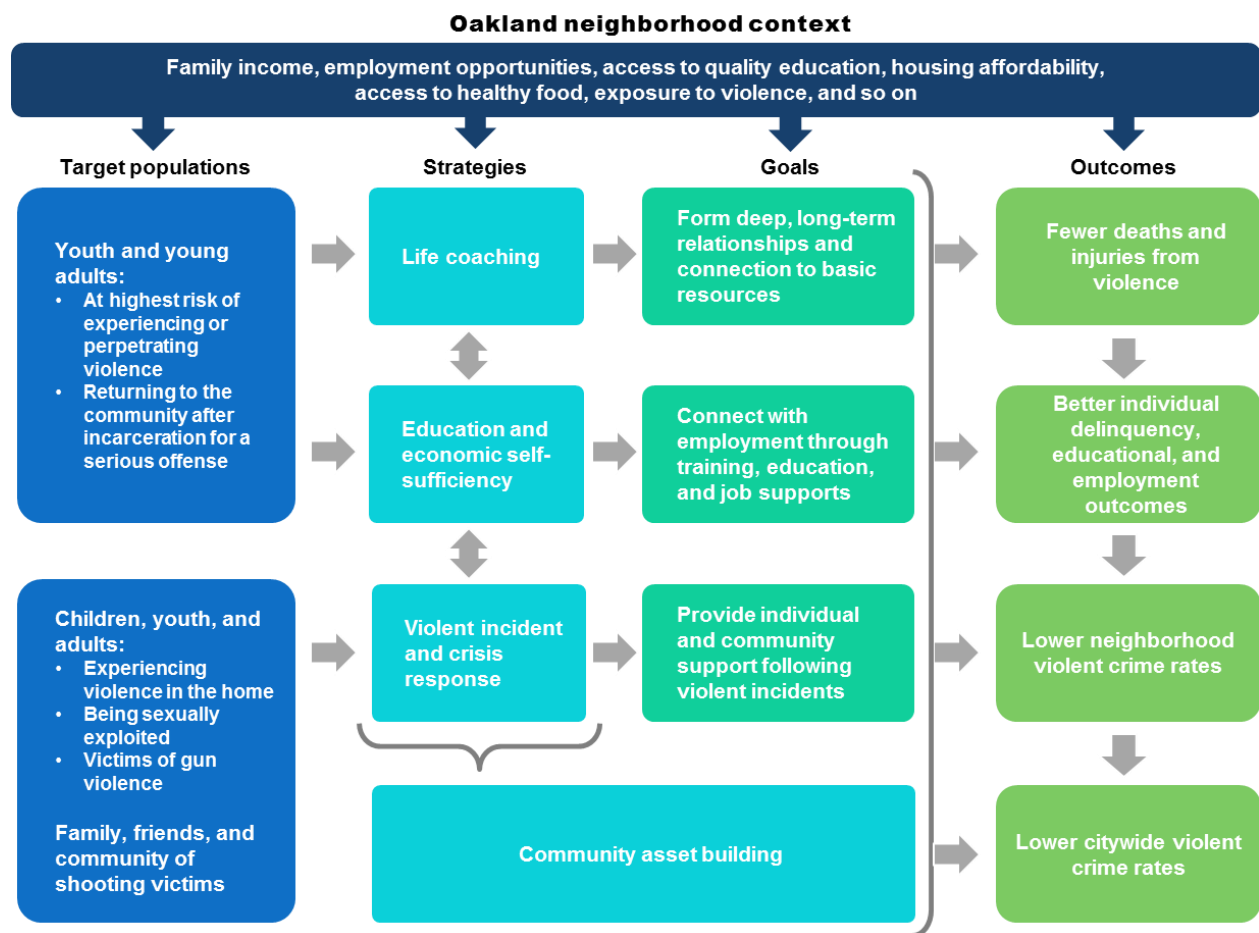 Oakland neighborhood context
Family income, employment opportunities, access to quality education, housing affordability,
access to healthy food, exposure to violence, and so on
Target populations
Strategies
Goals
Outcomes
Youth and young
adults:
• At highest risk of
experiencing or
perpetrating
violence
• Returning to the
community after
incarceration for a
serious offense
Life coaching
Form deep, long-term
relationships and
connection to basic
resources
Fewer deaths and
injuries from
violence
Education and
economic self-
sufficiency
Connect with
employment through
training, education,
and job supports
Better individual
delinquency,
educational, and
employment
outcomes
Children, youth, and
adults:
• Experiencing
violence in the home
• Being sexually
exploited
• Victims of gun
violence
Family, friends, and
community of
shooting victims
Violent incident
and crisis
response
Provide individual
and community
support following
violent incidents
Lower neighborhood
violent crime rates
Community asset building
Lower citywide violent
crime rates